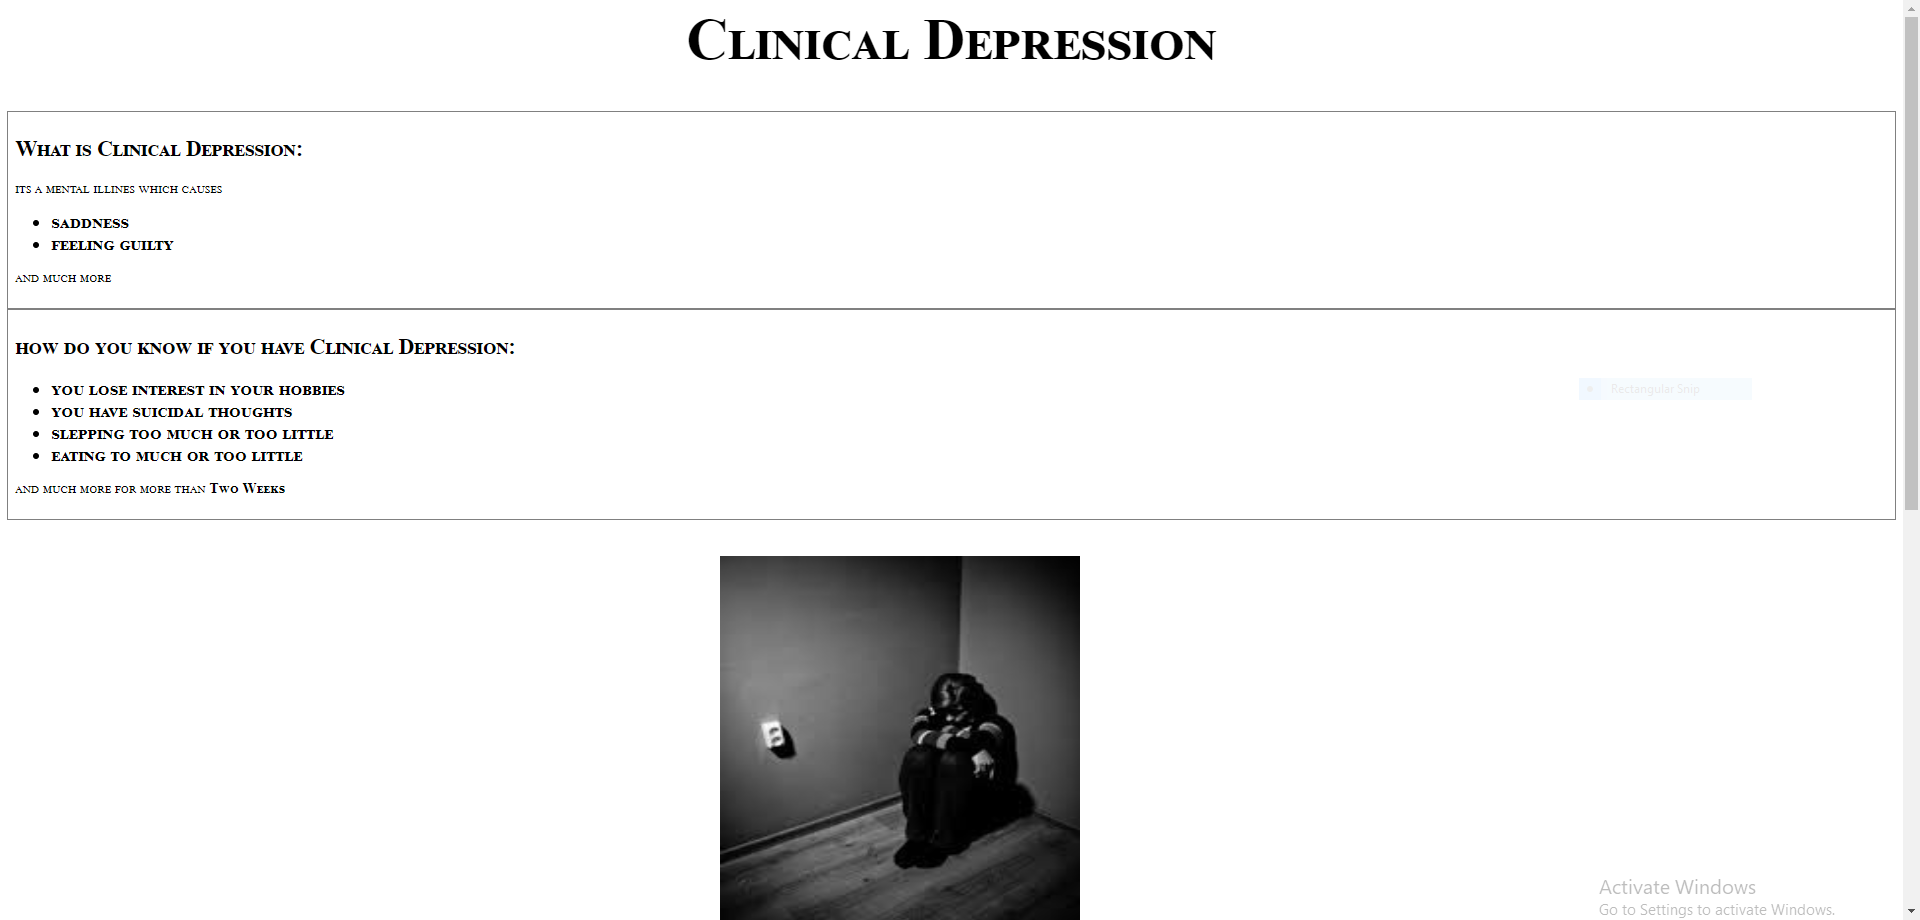 Clinical Depression
What is Clinical Depression:
its a mental illines which causes
saddness
feeling guilty
and much more
how do you know if you have Clinical Depression:
you lose interest in your hobbies
you have suicidal thoughts
slepping too much or too little
eating to much or too little
and much more for more than Two Weeks
Rectangular Snip
Activate Windows
Go to Settings to activate Windows.